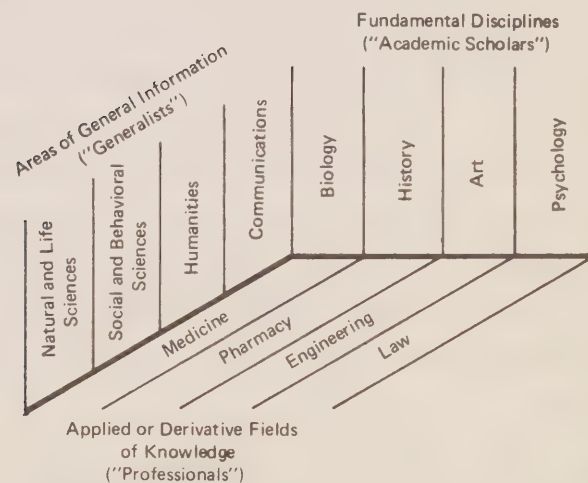 Fundamental Disciplines
("Academic Scholars")
Areas of General Information
("Generalists")
Natural and Life
Sciences
Social and Behavioral
Sciences
Humanities
Communications
Biology
History
Art
Psychology
Medicine
Pharmacy
Engineering
Law
Applied or Derivative Fields
of Knowledge
("Professionals")